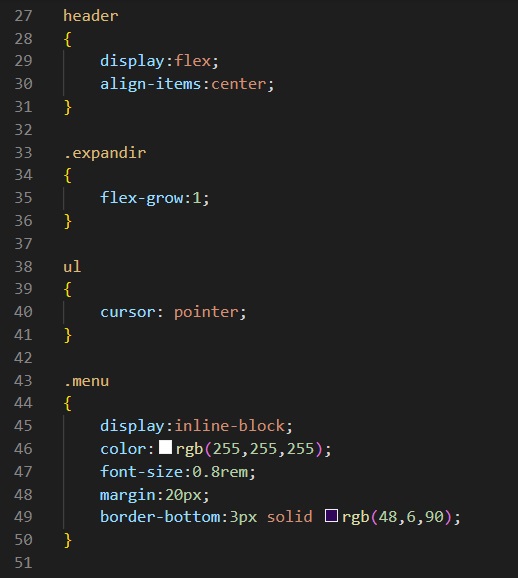 27 header
28 {
29     display:flex;
30     align-items:center;
31 }
32
33 .expandir
34 {
35     flex-grow:1;
36 }
37
38 ul
39 {
40     cursor: pointer;
41 }
42
43 .menu
44 {
45     display:inline-block;
46     color:rgb(255,255,255);
47     font-size:0.8rem;
48     margin:20px;
49     border-bottom:3px solid rgb(48,6,90);
50 }
51